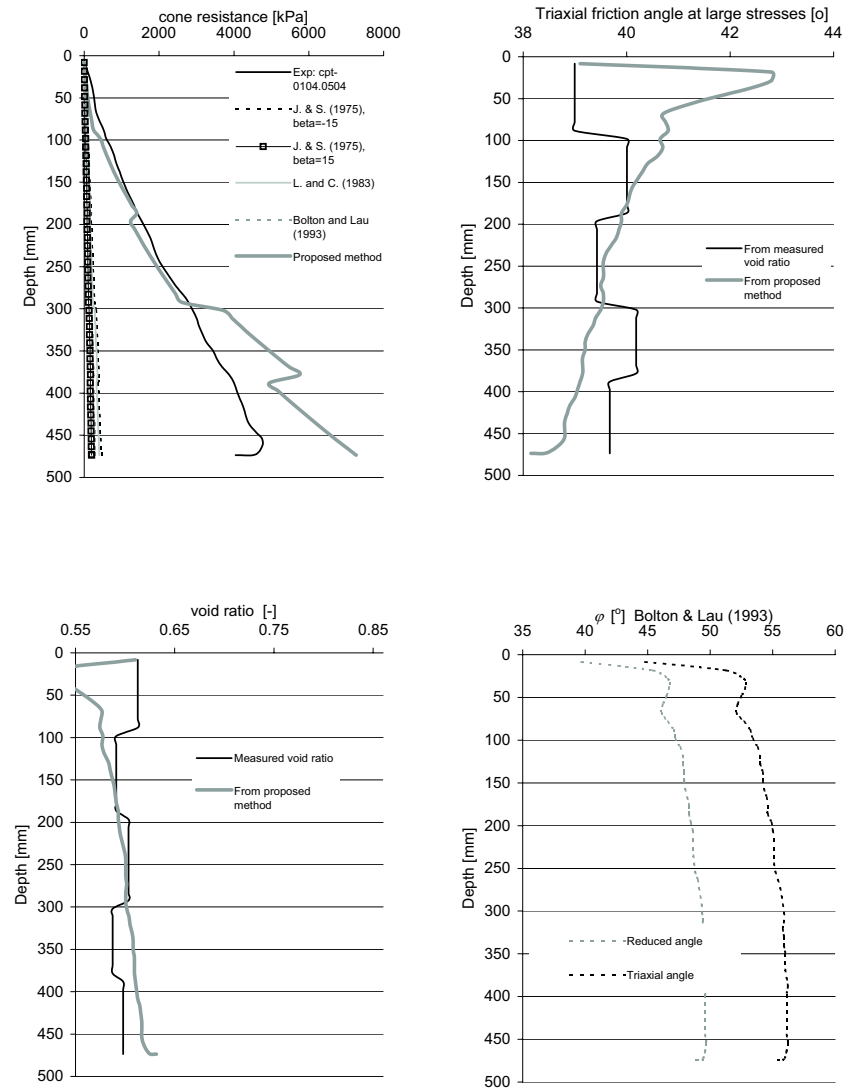 cone resistance [kPa]
0 2000 4000 6000 8000
0
50
100
150
200
250
300
350
400
450
500
Depth [mm]
Exp: cpt-
0104.0504
J. & S. (1975),
beta=-15
J. & S. (1975),
beta=15
L. and C. (1983)
Bolton and Lau
(1993)
Proposed method
Triaxial friction angle at large stresses [o]
38 40 42 44
0
50
100
150
200
250
300
350
400
450
500
Depth [mm]
From measured
void ratio
From proposed
method
void ratio [-]
0.55 0.65 0.75 0.85
0
50
100
150
200
250
300
350
400
450
500
Depth [mm]
Measured void ratio
From proposed
method
φ [º] Bolton & Lau (1993)
35 40 45 50 55 60
0
50
100
150
200
250
300
350
400
450
500
Depth [mm]
Reduced angle
Triaxial angle